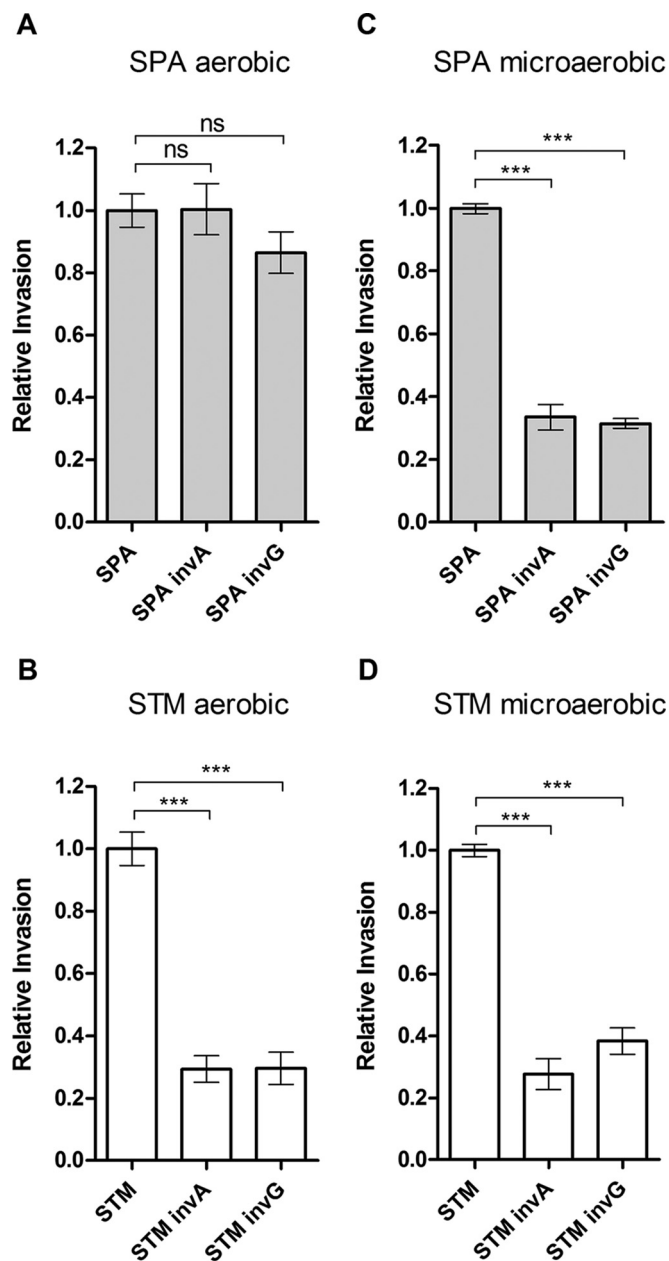 A
SPA aerobic
ns
ns
1.2
1.0
0.8
0.6
0.4
0.2
0.0
Relative Invasion
SPA
SPA invA
SPA invG
C
SPA microaerobic
***
***
1.2
1.0
0.8
0.6
0.4
0.2
0.0
Relative Invasion
SPA
SPA invA
SPA invG
B
STM aerobic
***
***
1.2
1.0
0.8
0.6
0.4
0.2
0.0
Relative Invasion
STM
STM invA
STM invG
D
STM microaerobic
***
***
1.2
1.0
0.8
0.6
0.4
0.2
0.0
Relative Invasion
STM
STM invA
STM invG